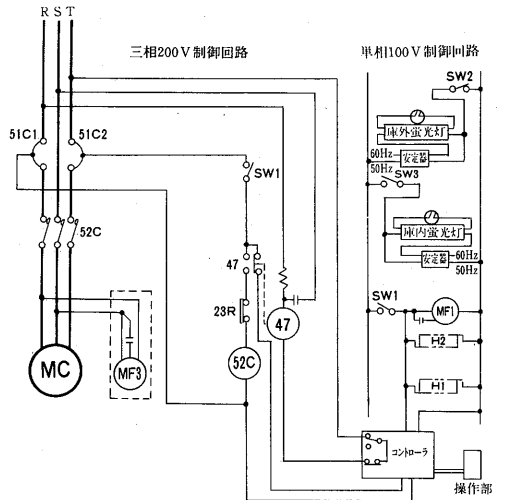 R S T
三相200V制御回路
単相100V制御回路
SW2
51C1
51C2
庫外蛍光灯
60Hz
安定器
50Hz
SW3
SW1
52C
庫内蛍光灯
安定器
60Hz
50Hz
47
SW1
MF1
23R
47
H2
MC
MF3
52C
H1
コントローラ
操作部